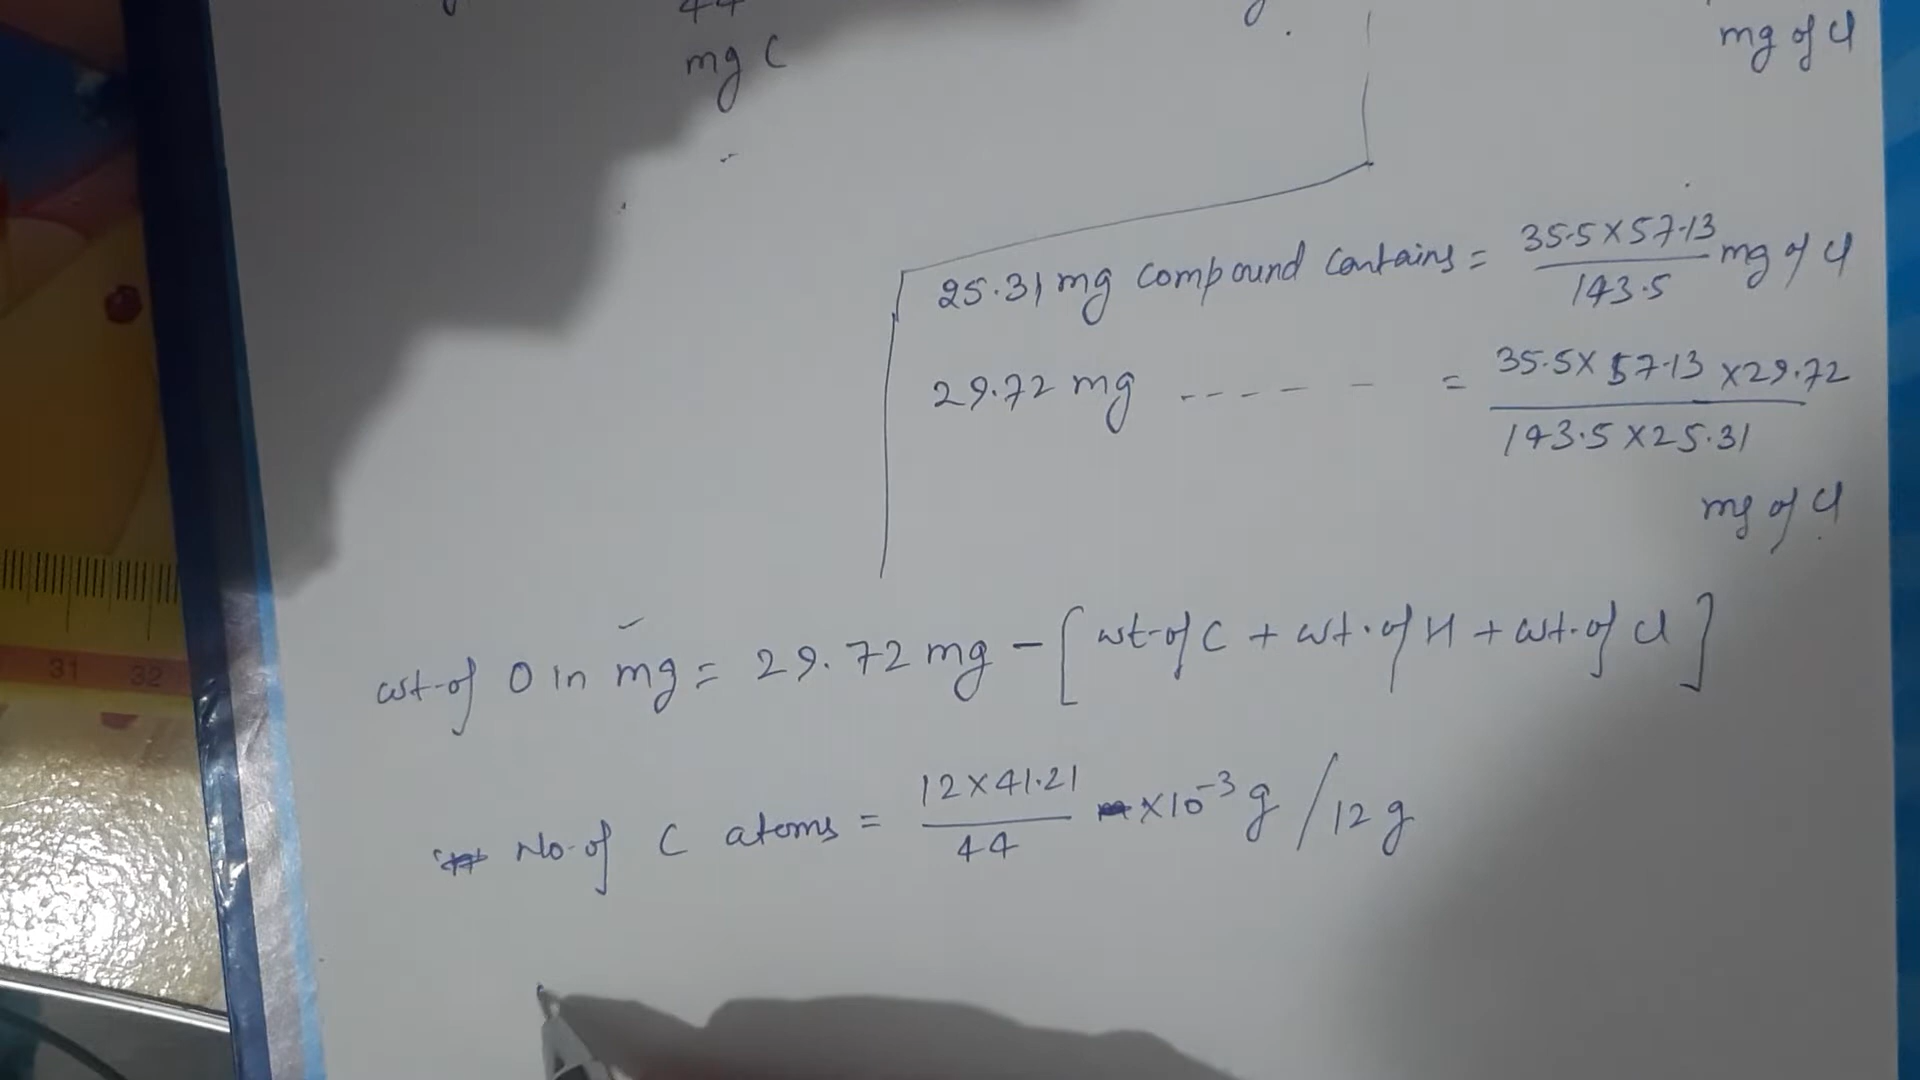 44
mg C
mg of Cl
25.31 mg compound contains = 35.5 X 57.13 / 143.5 mg of Cl
29.72 mg - - - - - - = 35.5 X 57.13 X 29.72 / 143.5 X 25.31
mg of Cl
wt. of O in mg = 29.72 mg - [ wt. of C + wt. of H + wt. of Cl ]
No. of C atoms = 12 X 41.21 / 44 X 10⁻³ g / 12 g
31 32